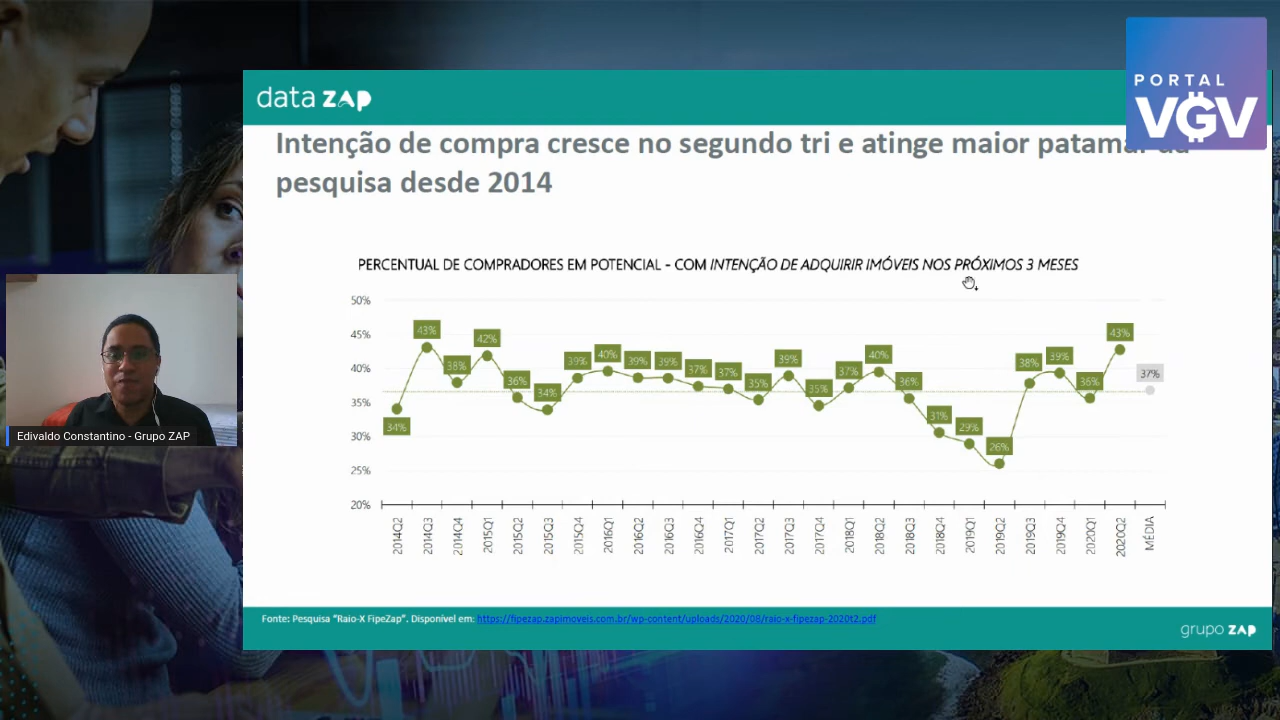 data ZAP
PORTAL
VGV
Intenção de compra cresce no segundo tri e atinge maior patamar da
pesquisa desde 2014
PERCENTUAL DE COMPRADORES EM POTENCIAL - COM INTENÇÃO DE ADQUIRIR IMÓVEIS NOS PRÓXIMOS 3 MESES
50%
45%
40%
35%
30%
25%
20%
34%
43%
38%
42%
36%
34%
39%
40%
39%
39%
37%
37%
35%
39%
35%
37%
40%
36%
31%
29%
26%
38%
39%
36%
43%
37%
2014Q2
2014Q3
2014Q4
2015Q1
2015Q2
2015Q3
2015Q4
2016Q1
2016Q2
2016Q3
2016Q4
2017Q1
2017Q2
2017Q3
2017Q4
2018Q1
2018Q2
2018Q3
2018Q4
2019Q1
2019Q2
2019Q3
2019Q4
2020Q1
2020Q2
MÉDIA
Edivaldo Constantino - Grupo ZAP
Fonte: Pesquisa "Raio-X FipeZap". Disponível em: https://fipezap.zapimoveis.com.br/wp-content/uploads/2020/08/raio-x-fipezap-2020t2.pdf
grupo ZAP